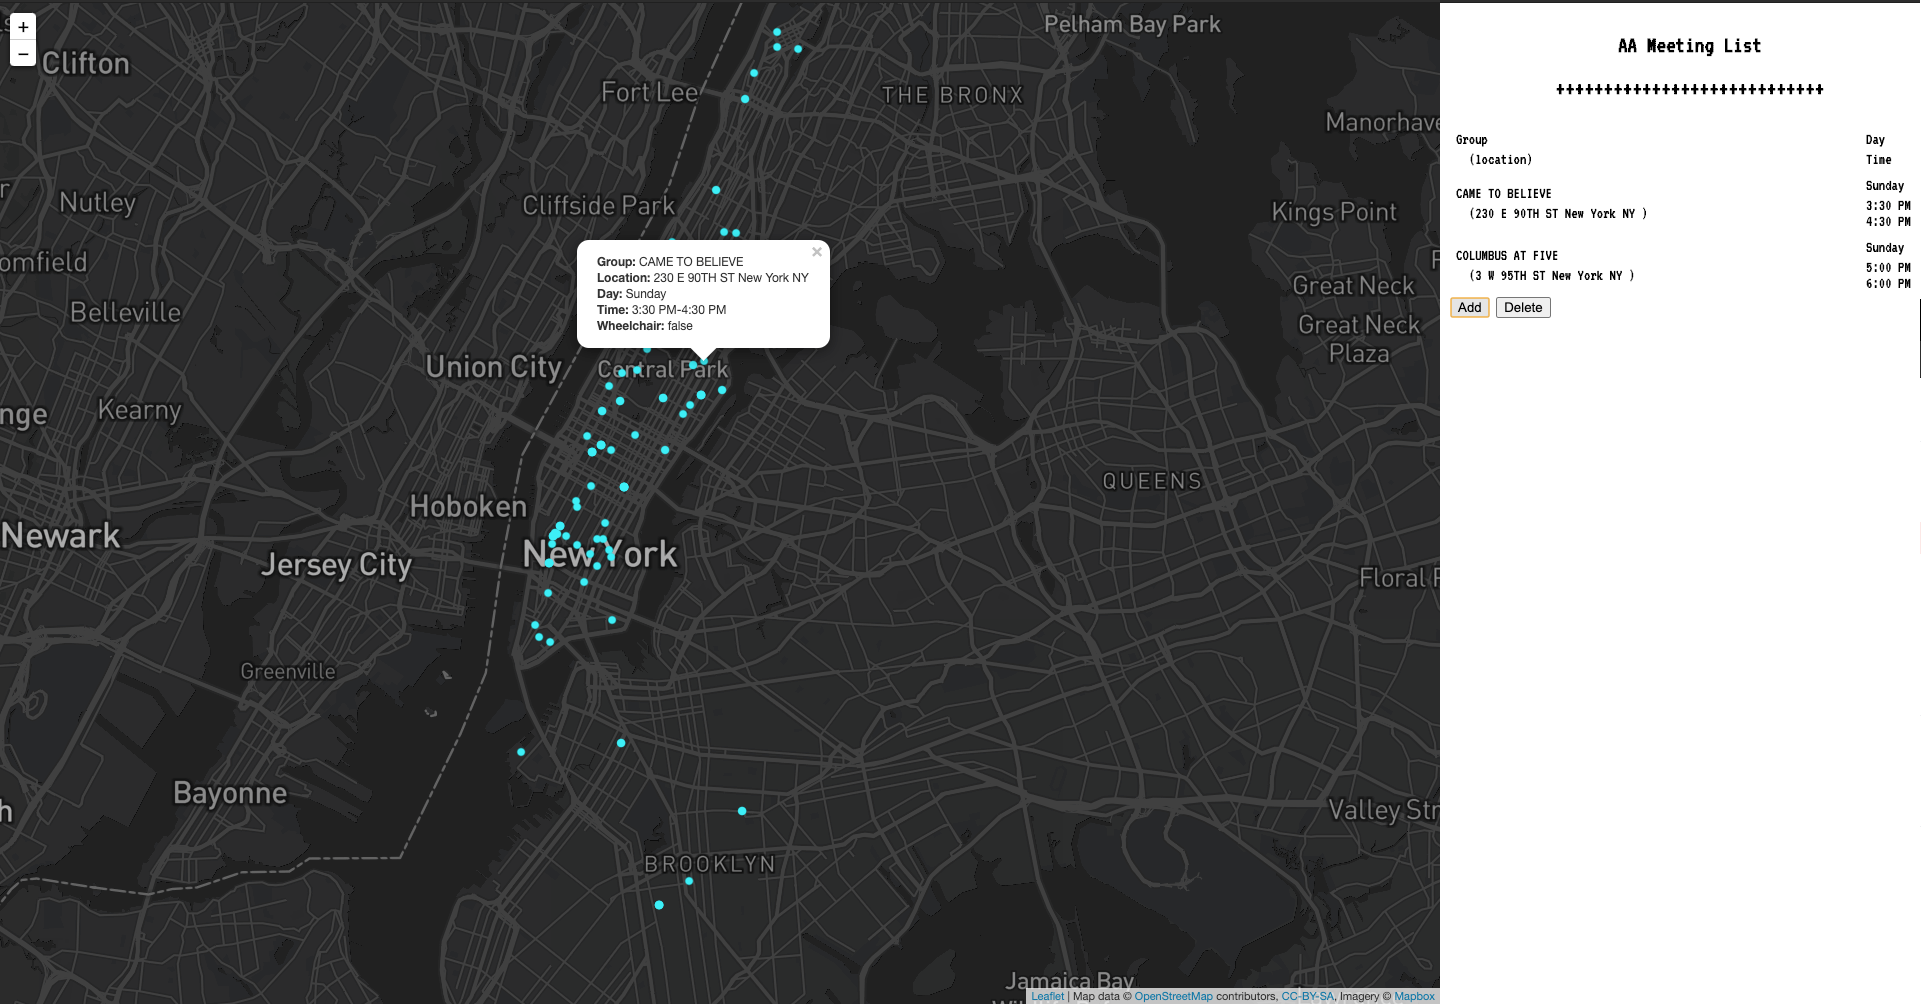 +
−
Clifton
Fort Lee
Pelham Bay Park
THE BRONX
Manorhave
Nutley
Cliffside Park
Kings Point
omfield
Belleville
Great Neck
Great Neck
Plaza
Union City
Central Park
nge
Kearny
Hoboken
QUEENS
Newark
Jersey City
New York
Floral
Greenville
Bayonne
h
Valley Str
BROOKLYN
Jamaica Bay
×
Group: CAME TO BELIEVE
Location: 230 E 90TH ST New York NY
Day: Sunday
Time: 3:30 PM-4:30 PM
Wheelchair: false
Leaflet | Map data © OpenStreetMap contributors, CC-BY-SA, Imagery © Mapbox
AA Meeting List
++++++++++++++++++++++++++++
Group Day
(location) Time
CAME TO BELIEVE Sunday
(230 E 90TH ST New York NY ) 3:30 PM
4:30 PM
COLUMBUS AT FIVE Sunday
(3 W 95TH ST New York NY ) 5:00 PM
6:00 PM
Add Delete